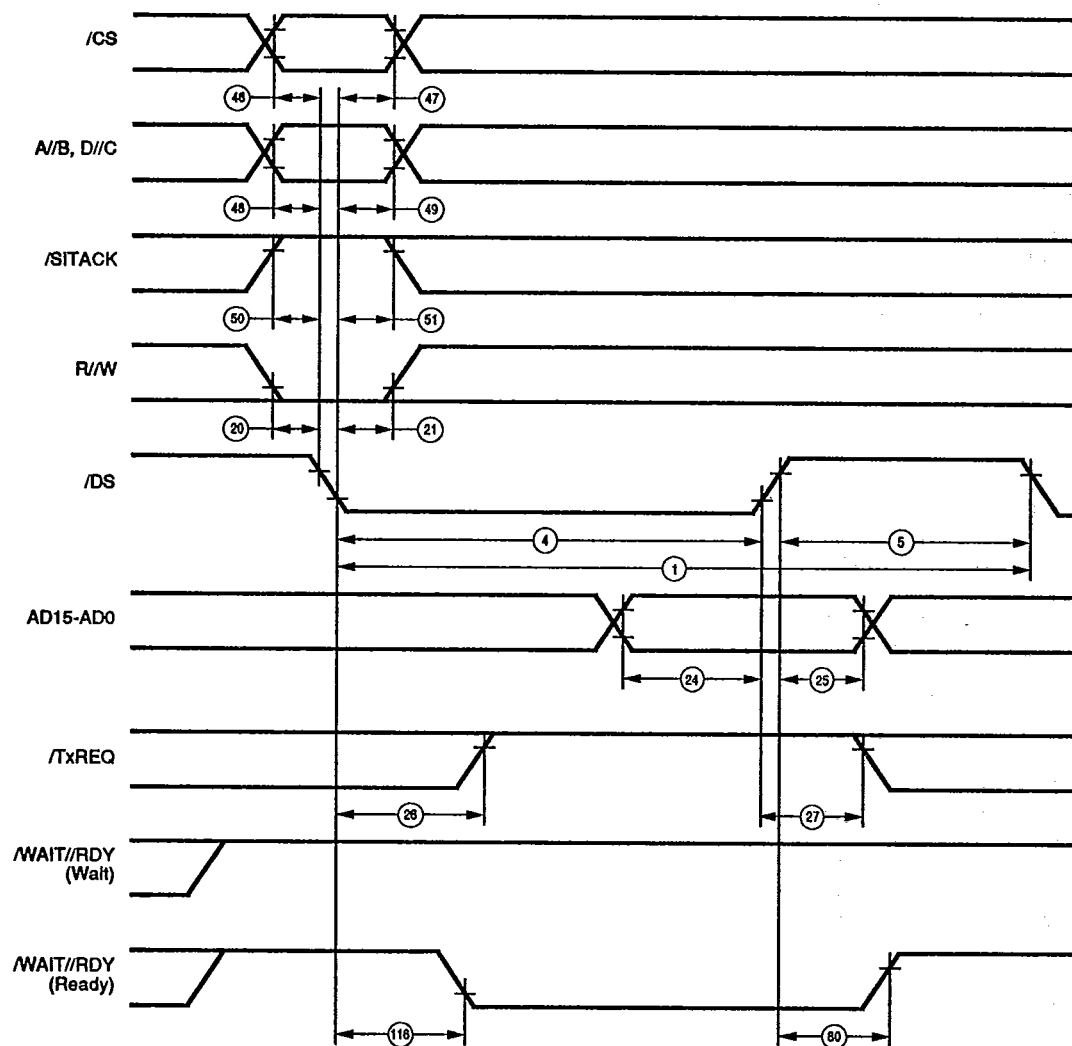 /CS
46
47
A//B, D//C
48
49
/SITACK
50
51
R//W
20
21
/DS
4
5
1
AD15-AD0
24
25
/TxREQ
26
27
/WAIT//RDY
(Wait)
/WAIT//RDY
(Ready)
116
80